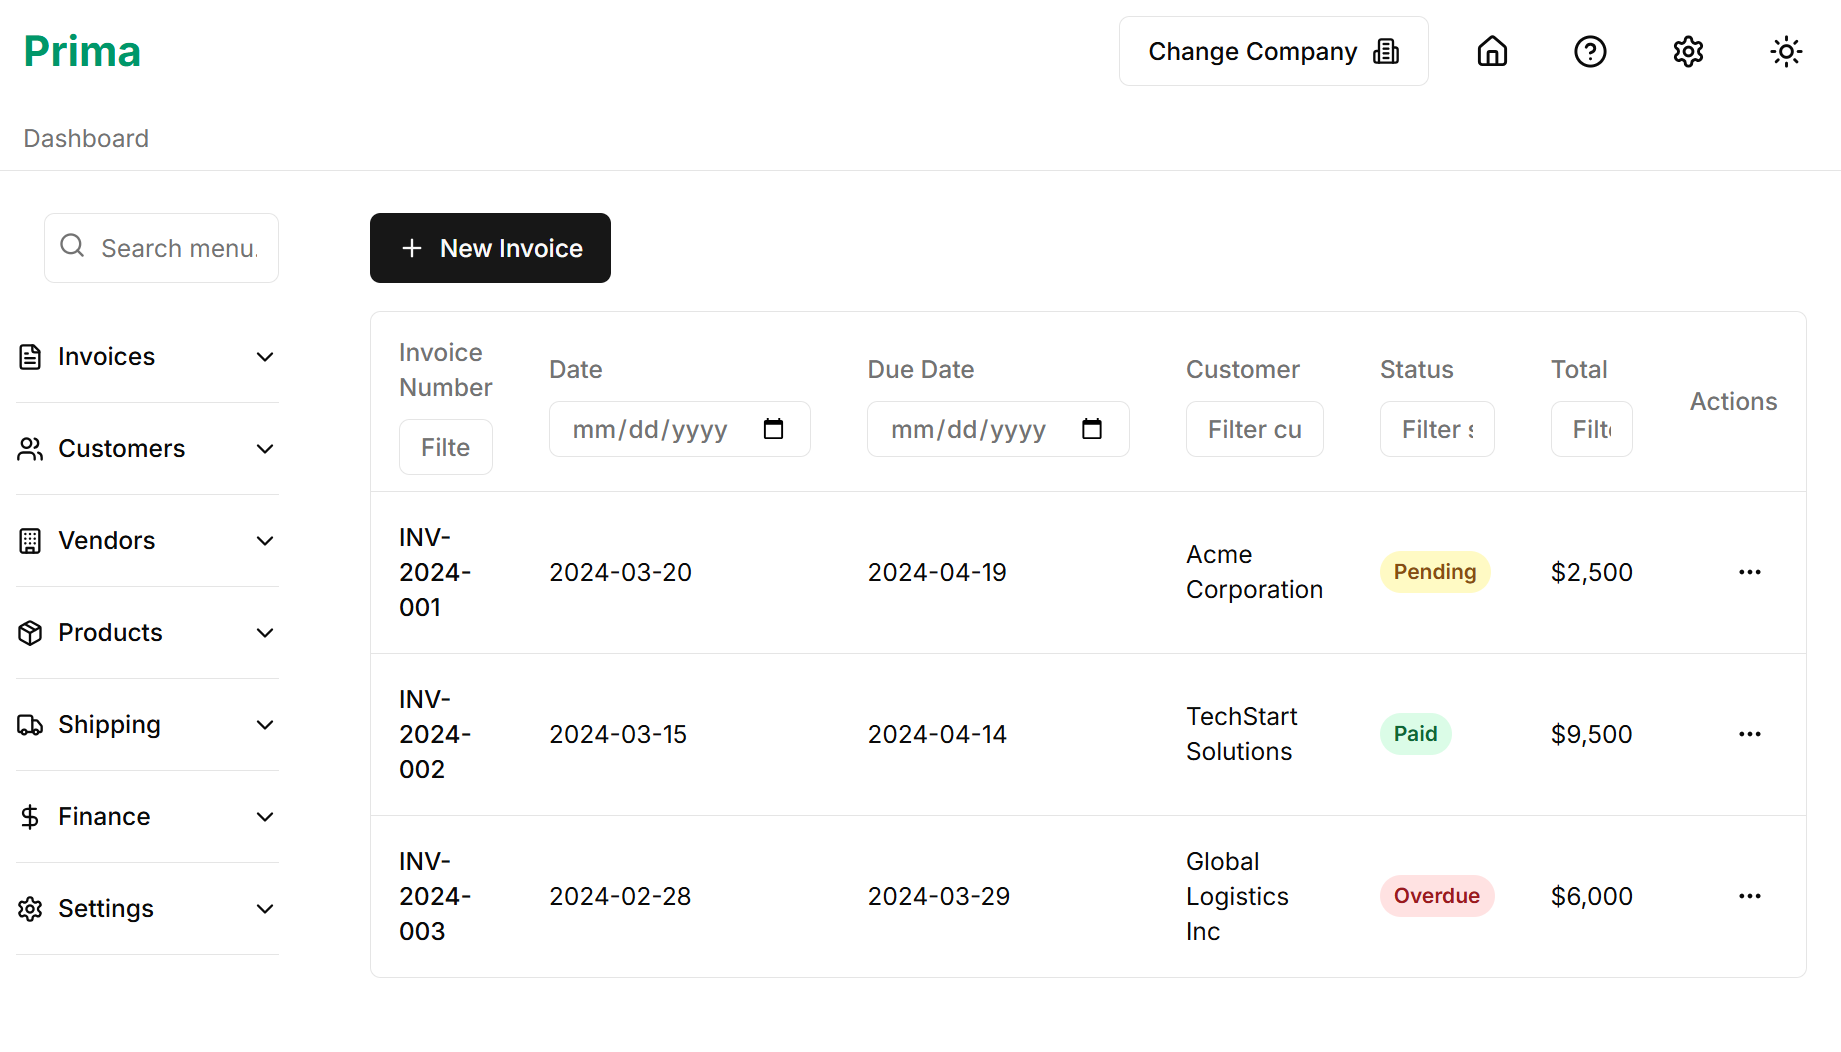 Prima
Change Company
Dashboard
Search menu.
New Invoice
Invoices
Customers
Vendors
Products
Shipping
Finance
Settings
Invoice
Number
Date
Due Date
Customer
Status
Total
Actions
Filte
mm/dd/yyyy
mm/dd/yyyy
Filter cu
Filter s
Filt
INV-
2024-
001
2024-03-20
2024-04-19
Acme
Corporation
Pending
$2,500
INV-
2024-
002
2024-03-15
2024-04-14
TechStart
Solutions
Paid
$9,500
INV-
2024-
003
2024-02-28
2024-03-29
Global
Logistics
Inc
Overdue
$6,000